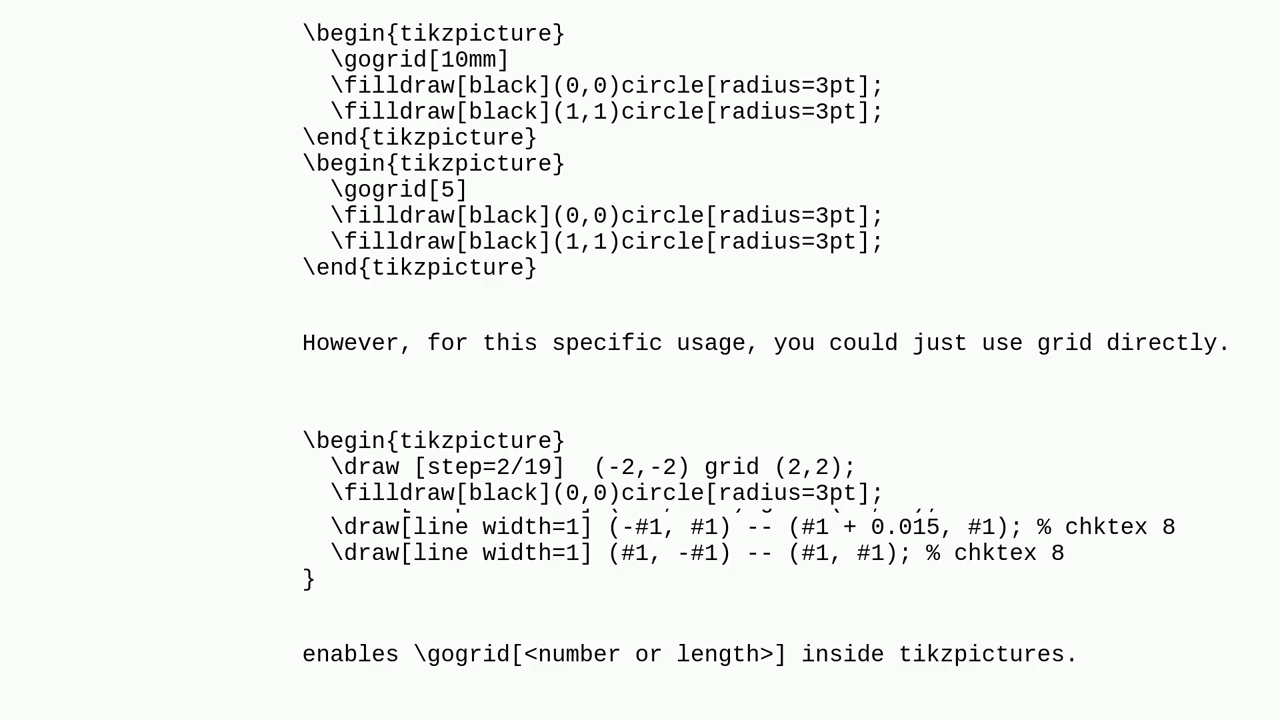 \begin{tikzpicture}
  \gogrid[10mm]
  \filldraw[black](0,0)circle[radius=3pt];
  \filldraw[black](1,1)circle[radius=3pt];
\end{tikzpicture}
\begin{tikzpicture}
  \gogrid[5]
  \filldraw[black](0,0)circle[radius=3pt];
  \filldraw[black](1,1)circle[radius=3pt];
\end{tikzpicture}
However, for this specific usage, you could just use grid directly.
\begin{tikzpicture}
  \draw [step=2/19]  (-2,-2) grid (2,2);
  \filldraw[black](0,0)circle[radius=3pt];
  \draw[line width=1] (-#1, #1) -- (#1 + 0.015, #1); % chktex 8
  \draw[line width=1] (#1, -#1) -- (#1, #1); % chktex 8
}
enables \gogrid[<number or length>] inside tikzpictures.